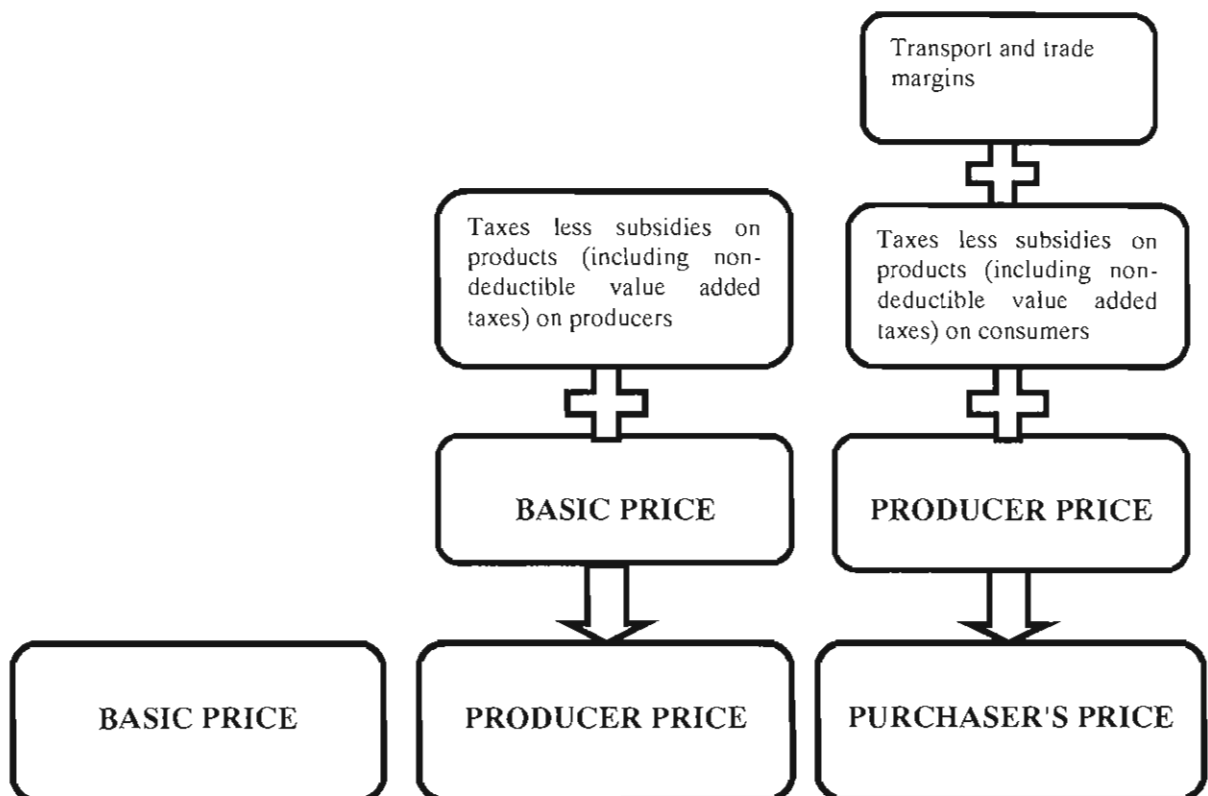 Transport and trade
margins
Taxes less subsidies on
products (including non-
deductible value added
taxes) on producers
Taxes less subsidies on
products (including non-
deductible value added
taxes) on consumers
BASIC PRICE
PRODUCER PRICE
BASIC PRICE
PRODUCER PRICE
PURCHASER'S PRICE